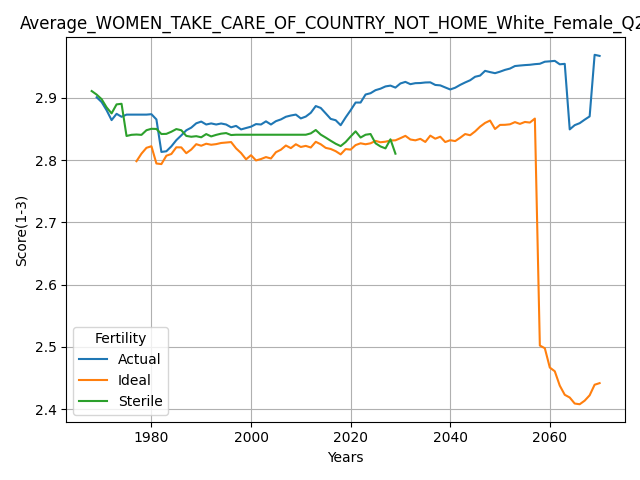 Average_WOMEN_TAKE_CARE_OF_COUNTRY_NOT_HOME_White_Female_Q2
Score(1-3)
2.9
2.8
2.7
2.6
2.5
2.4
Fertility
Actual
Ideal
Sterile
1980 2000 2020 2040 2060
Years